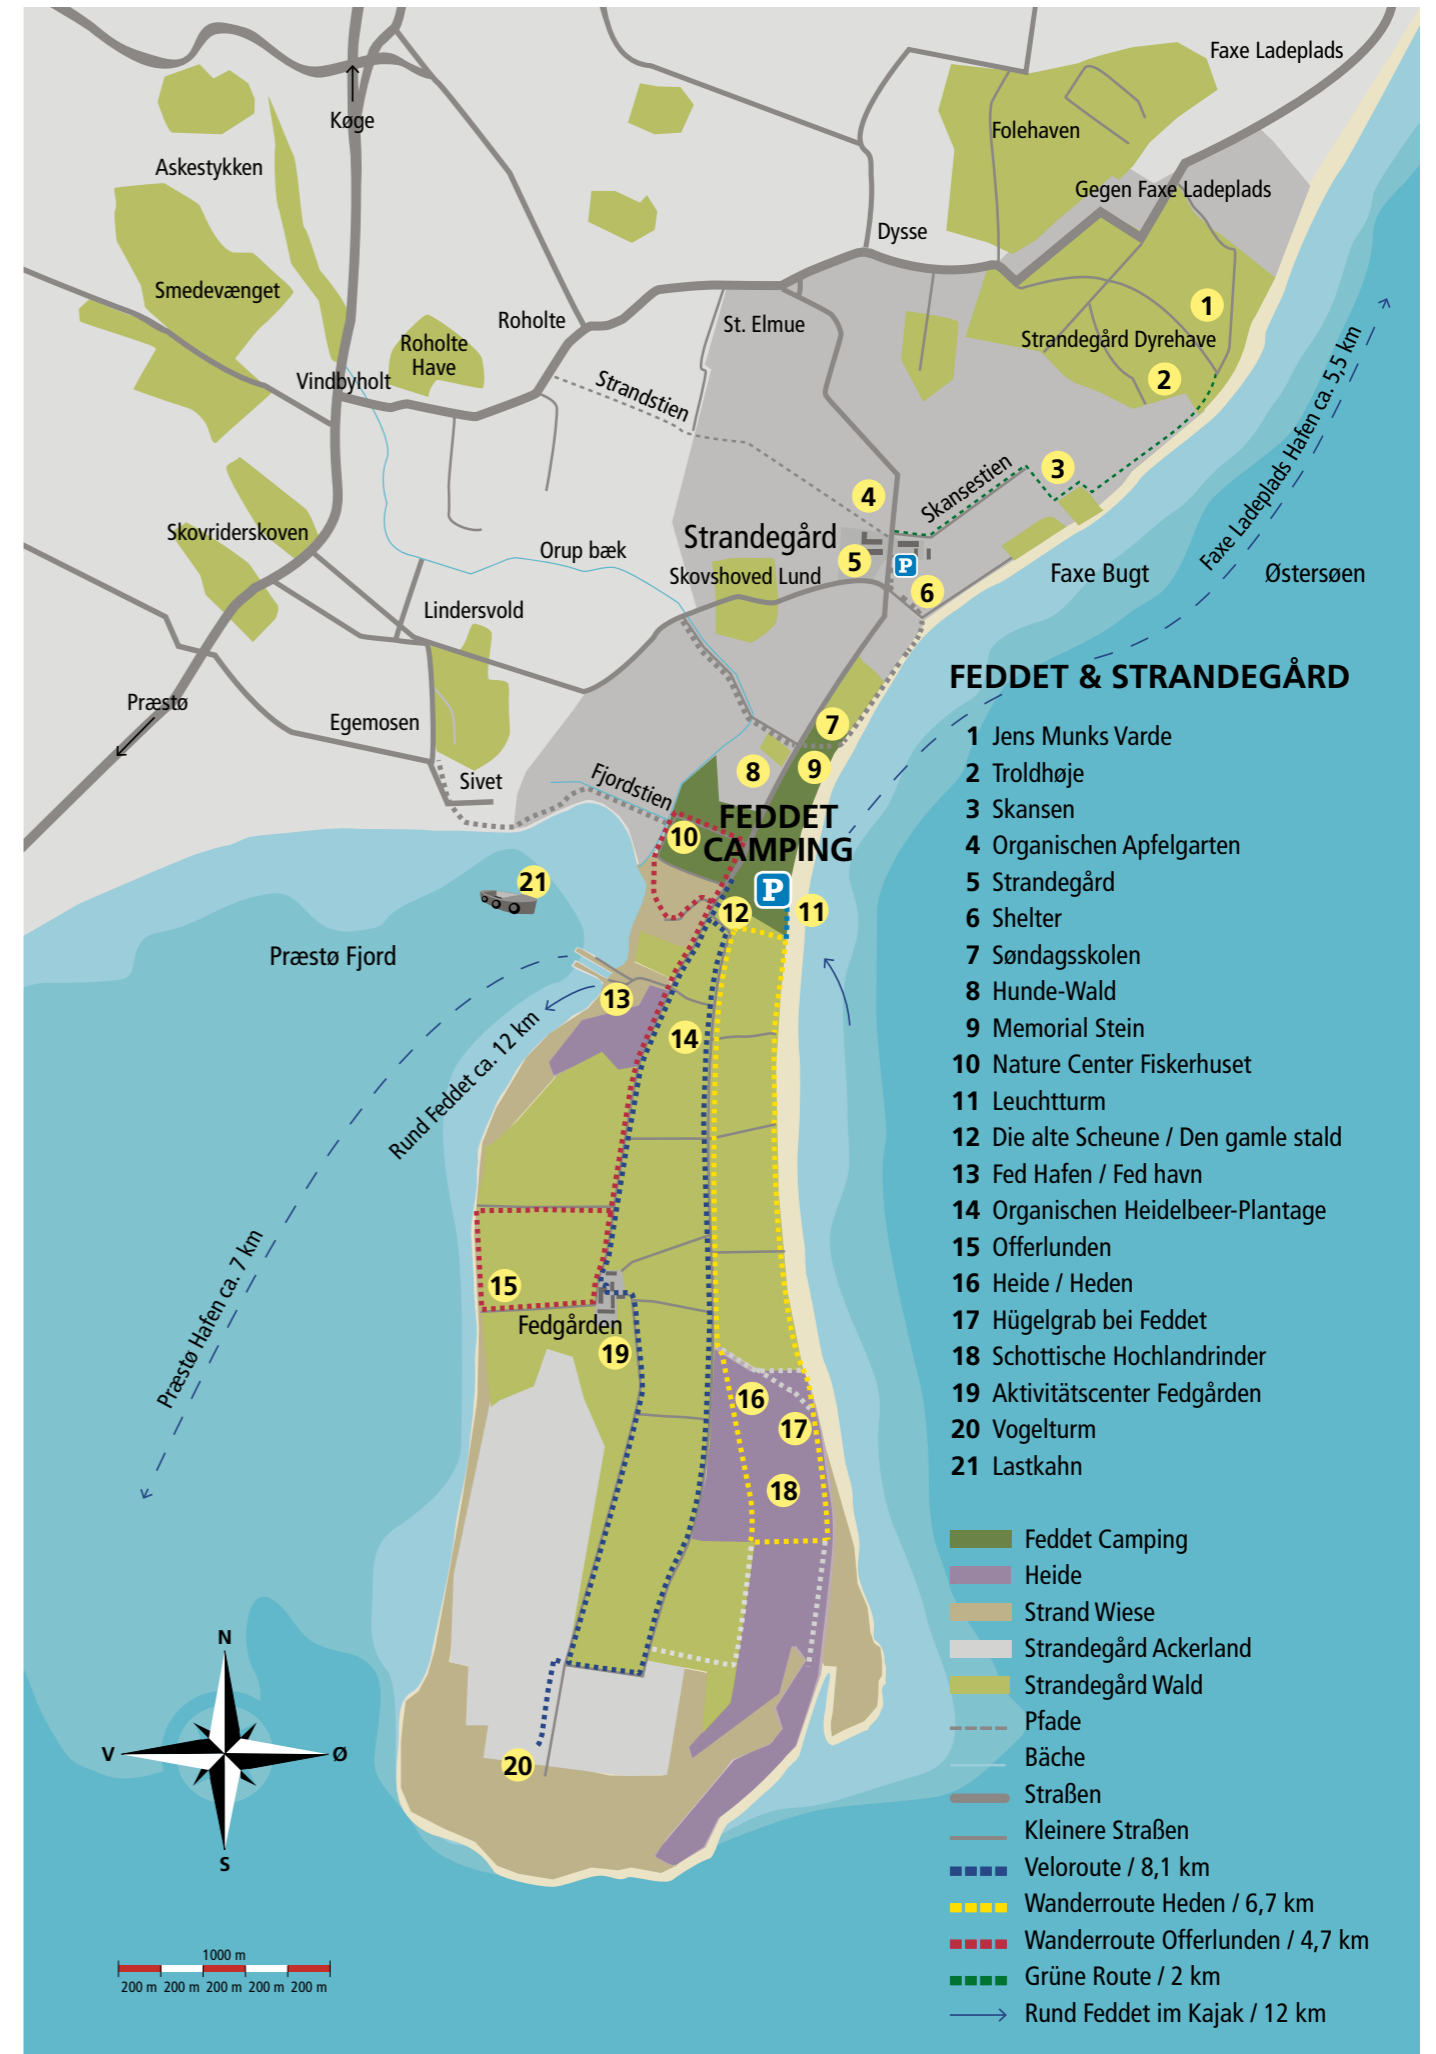 Faxe Ladeplads
Køge
Folehaven
Askestykken
Gegen Faxe Ladeplads
Dysse
Smedevænget
1
Roholte
St. Elmue
Strandegård Dyrehave
Roholte
Have
Vindbyholt
2
Strandstien
Faxe Ladeplads Hafen ca. 5,5 km
3
Skansestien
4
Skovriderskoven
Strandegård
Orup bæk
5
P
Skovshoved Lund
Faxe Bugt
Østersøen
6
Lindersvold
Præstø
Egemosen
7
Sivet
Fjordstien
8
9
10
FEDDET
CAMPING
P
21
12
11
Præstø Fjord
13
14
Rund Feddet ca. 12 km
15
Præstø Hafen ca. 7 km
Fedgården
19
16
17
18
20
FEDDET & STRANDEGÅRD
1 Jens Munks Varde
2 Troldhøje
3 Skansen
4 Organischen Apfelgarten
5 Strandegård
6 Shelter
7 Søndagsskolen
8 Hunde-Wald
9 Memorial Stein
10 Nature Center Fiskerhuset
11 Leuchtturm
12 Die alte Scheune / Den gamle stald
13 Fed Hafen / Fed havn
14 Organischen Heidelbeer-Plantage
15 Offerlunden
16 Heide / Heden
17 Hügelgrab bei Feddet
18 Schottische Hochlandrinder
19 Aktivitätscenter Fedgården
20 Vogelturm
21 Lastkahn
Feddet Camping
Heide
Strand Wiese
Strandegård Ackerland
Strandegård Wald
Pfade
Bäche
Straßen
Kleinere Straßen
Veloroute / 8,1 km
Wanderroute Heden / 6,7 km
Wanderroute Offerlunden / 4,7 km
Grüne Route / 2 km
Rund Feddet im Kajak / 12 km
N
V
Ø
S
1000 m
200 m 200 m 200 m 200 m 200 m